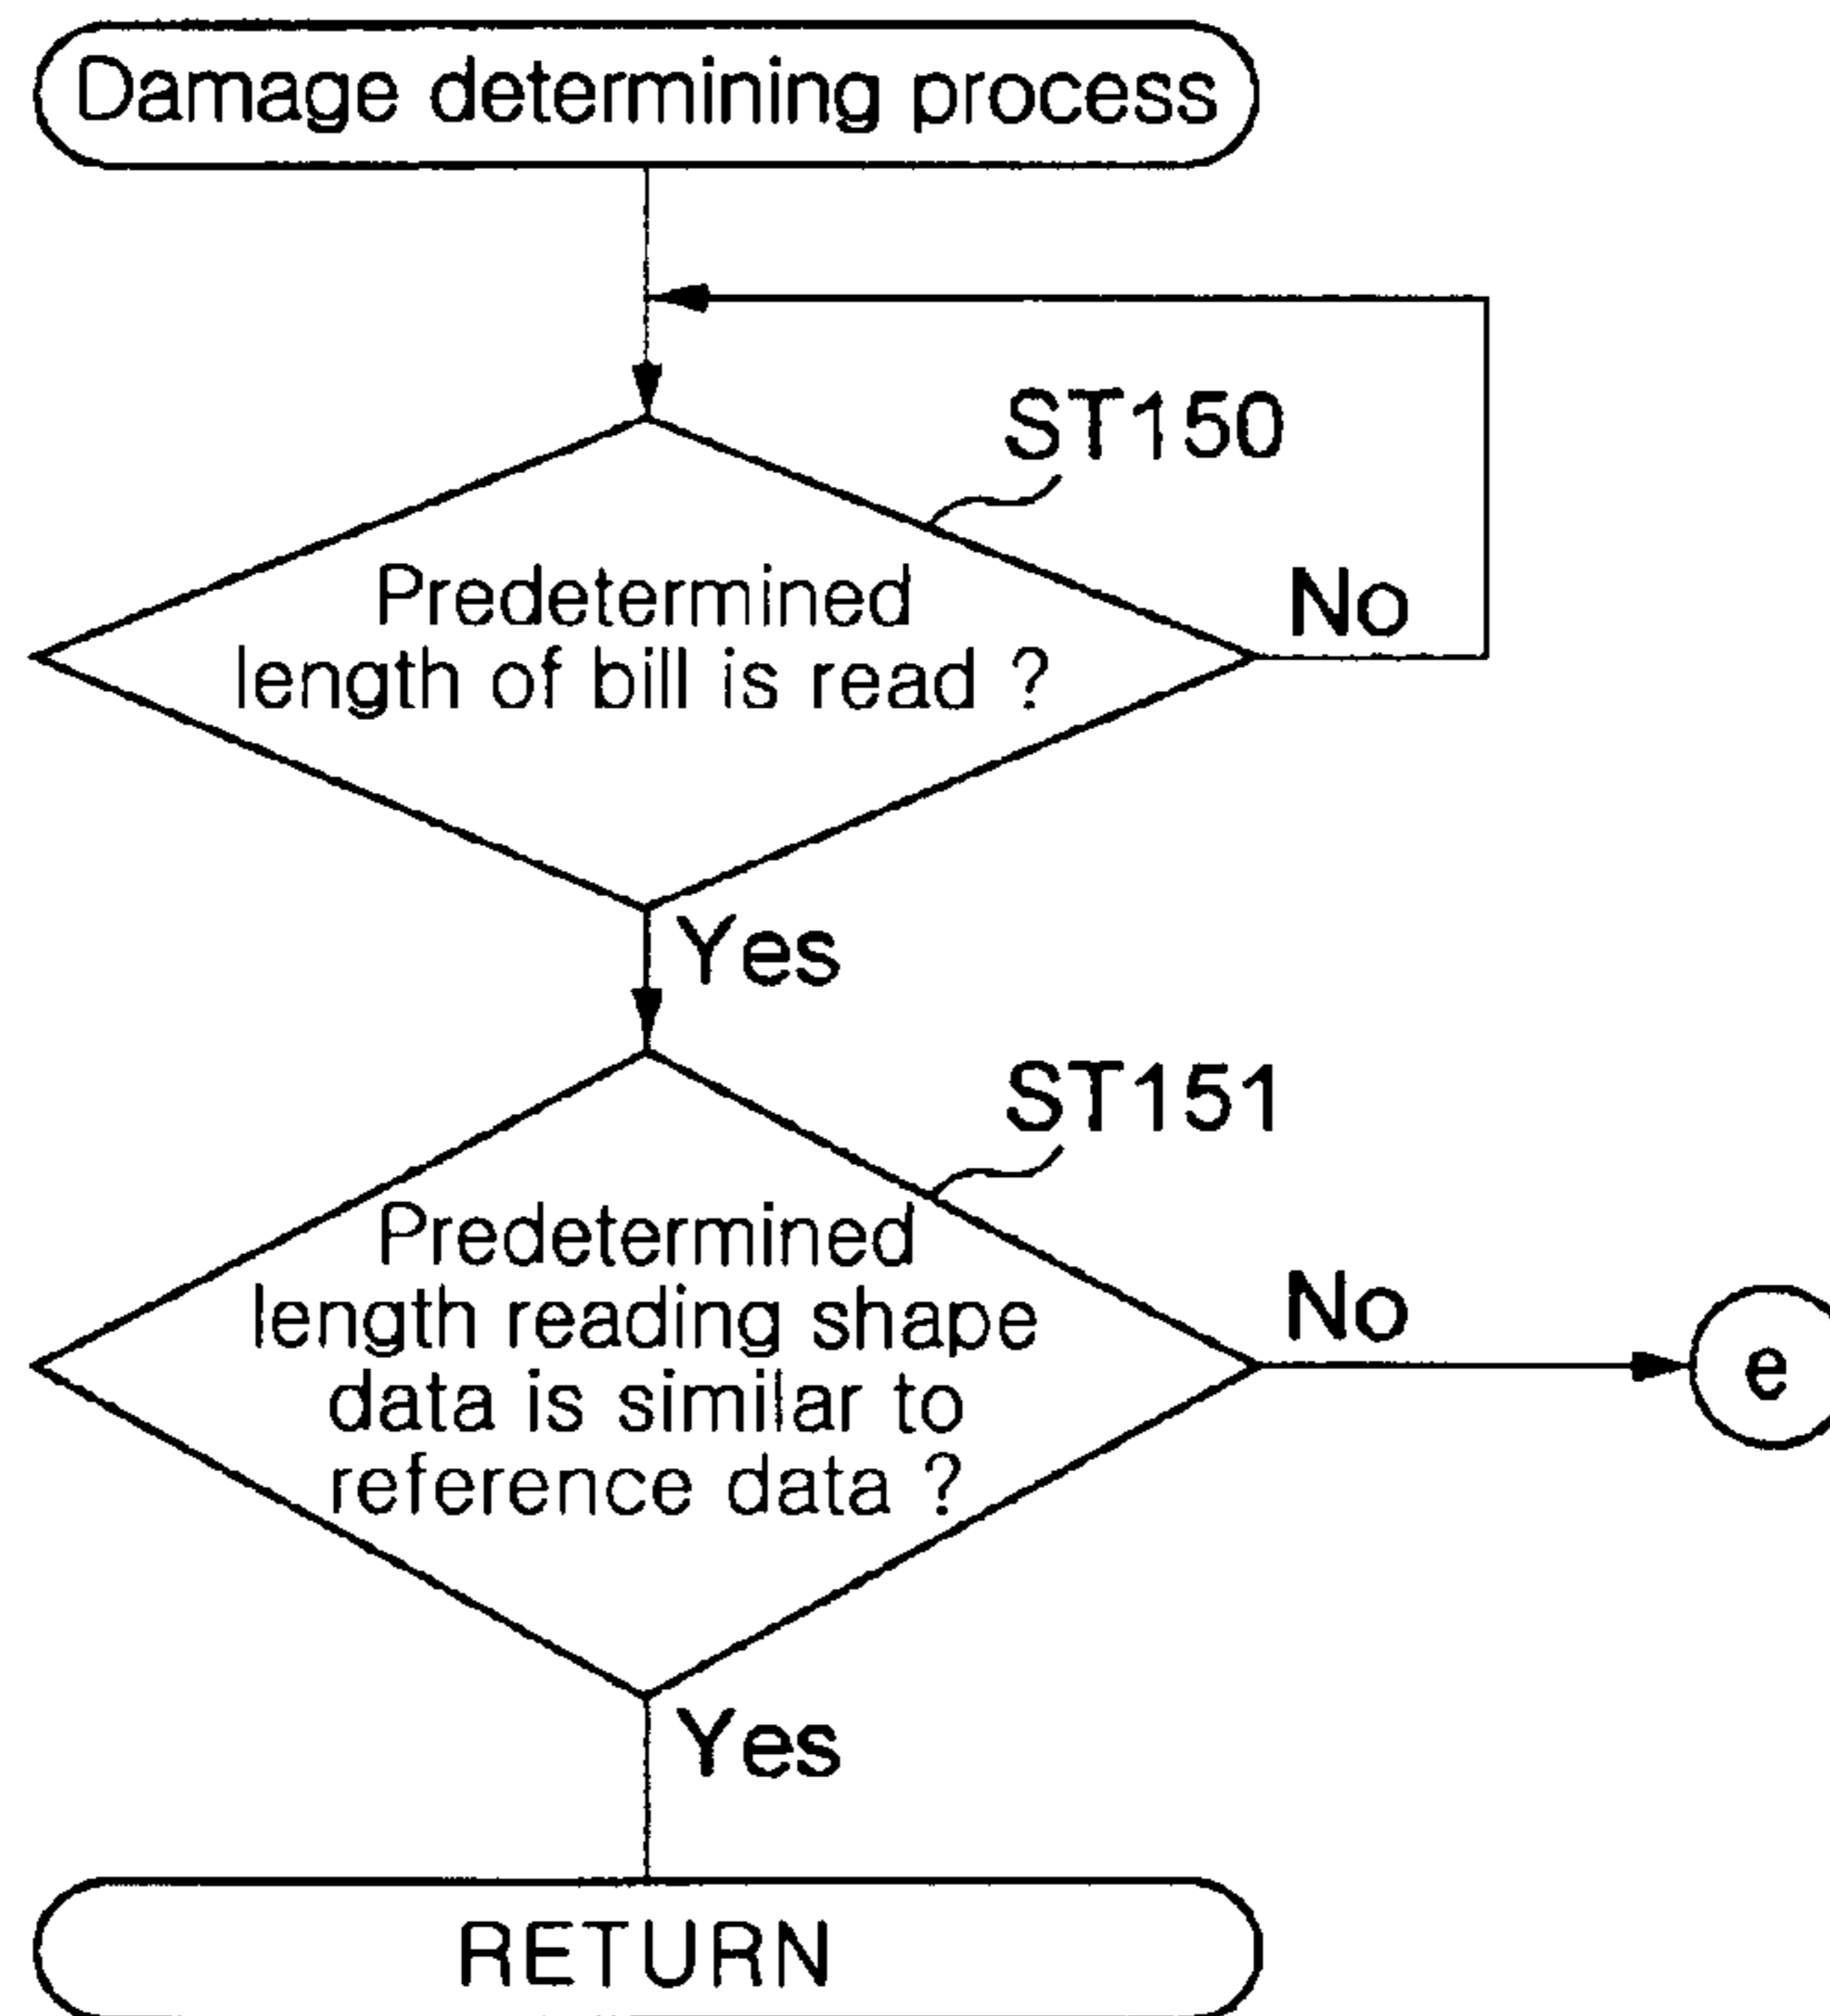 Damage determining process
ST150
Predetermined
length of bill is read ?
No
Yes
ST151
Predetermined
length reading shape
data is similar to
reference data ?
No
e
Yes
RETURN